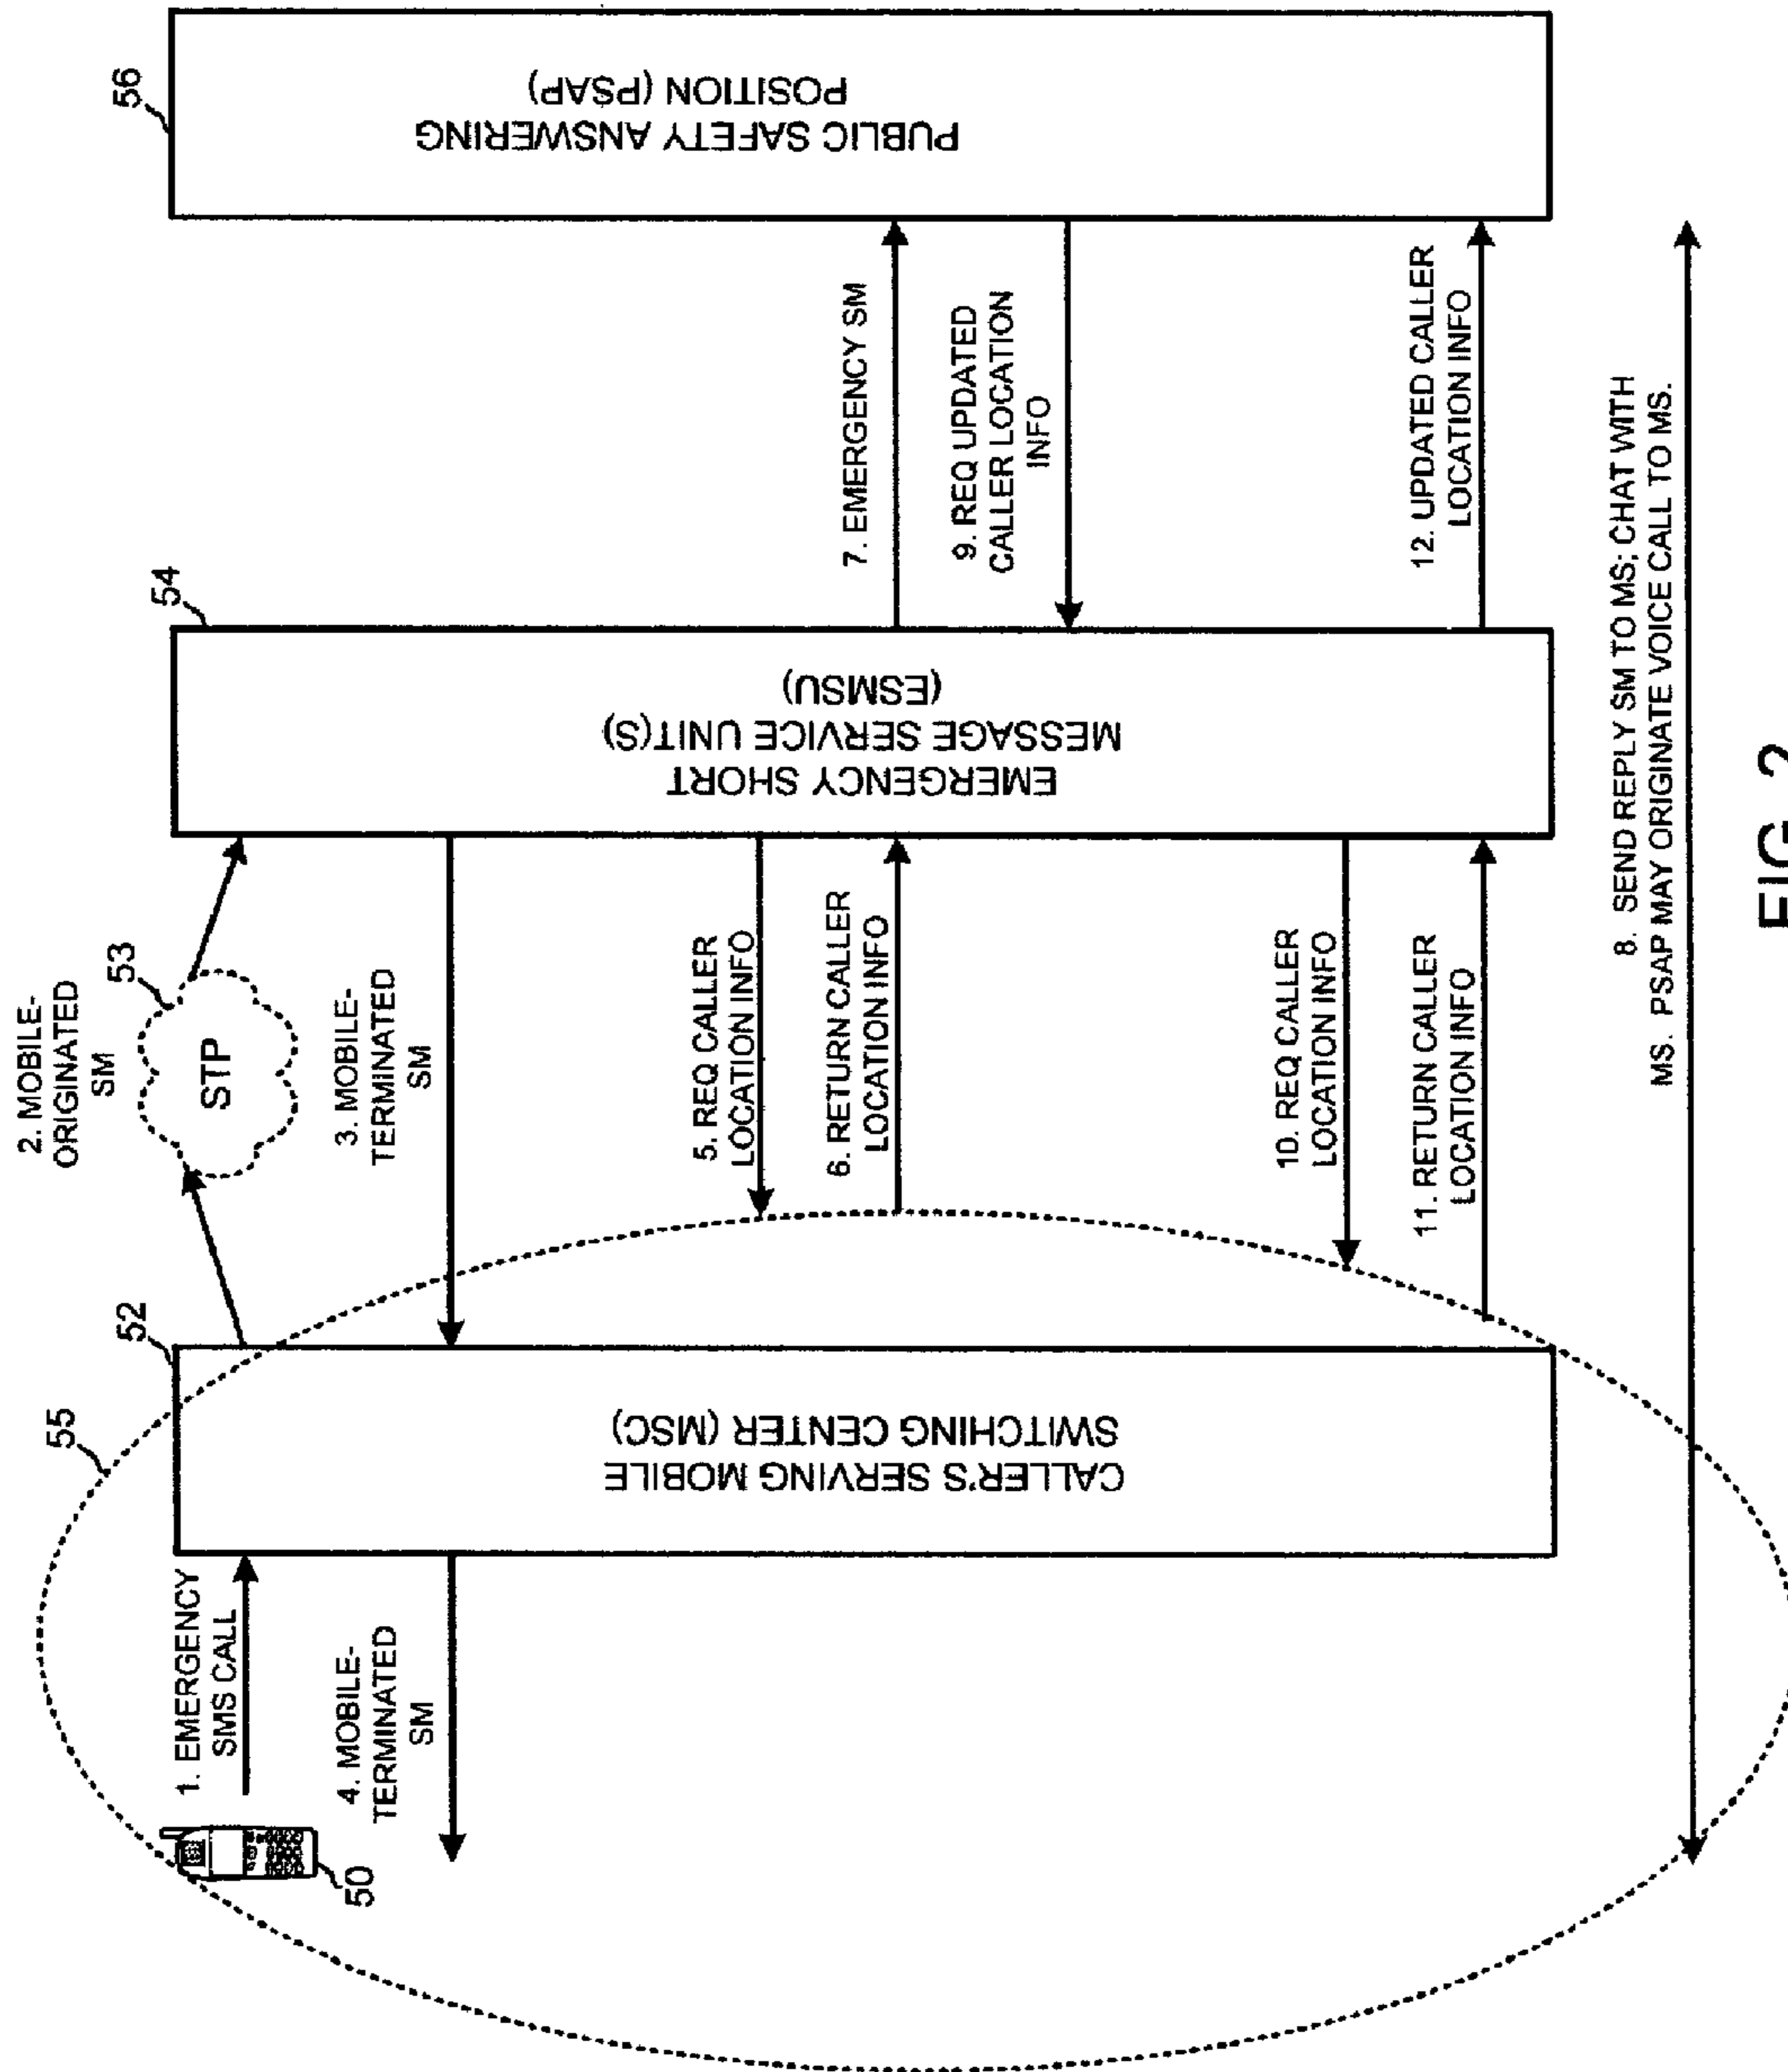 56
PUBLIC SAFETY ANSWERING
POSITION (PSAP)
7. EMERGENCY SM
9. REQ UPDATED
CALLER LOCATION
INFO
12. UPDATED CALLER
LOCATION INFO
54
EMERGENCY SHORT
MESSAGE SERVICE UNIT(S)
(ESMSU)
2. MOBILE-
ORIGINATED
SM
53
STP
3. MOBILE-
TERMINATED
SM
5. REQ CALLER
LOCATION INFO
6. RETURN CALLER
LOCATION INFO
10. REQ CALLER
LOCATION INFO
11. RETURN CALLER
LOCATION INFO
52
CALLER'S SERVING MOBILE
SWITCHING CENTER (MSC)
55
1. EMERGENCY
SMS CALL
4. MOBILE-
TERMINATED
SM
50
8. SEND REPLY SM TO MS; CHAT WITH
MS. PSAP MAY ORIGINATE VOICE CALL TO MS.